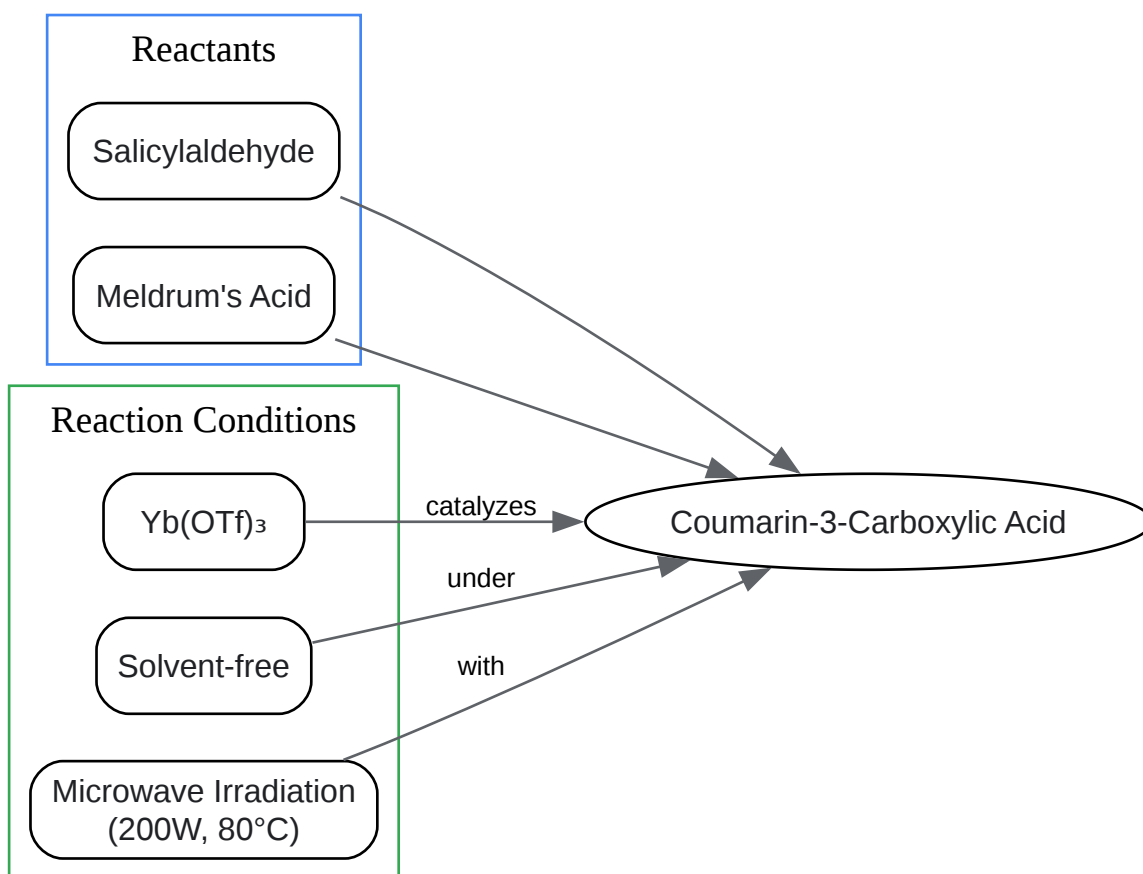 Reactants
Salicylaldehyde
Meldrum's Acid
Reaction Conditions
Yb(OTf)₃
catalyzes
Coumarin-3-Carboxylic Acid
under
Solvent-free
with
Microwave Irradiation
(200W, 80°C)